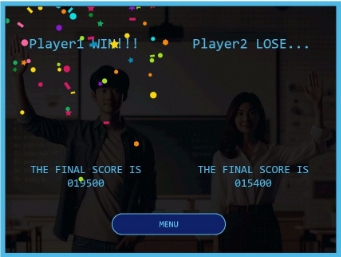 Player1 WIN!!! Player2 LOSE...
THE FINAL SCORE IS THE FINAL SCORE IS
019500 015400
MENU